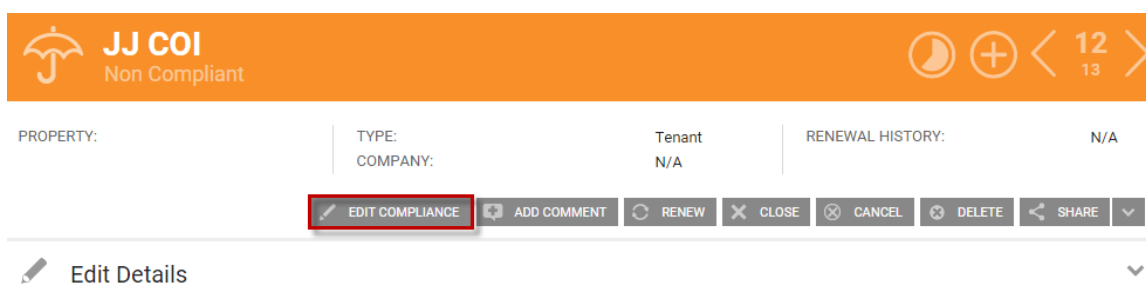 JJ COI
Non Compliant
12
13
PROPERTY:
TYPE: Tenant
COMPANY: N/A
RENEWAL HISTORY: N/A
EDIT COMPLIANCE ADD COMMENT RENEW CLOSE CANCEL DELETE SHARE
Edit Details